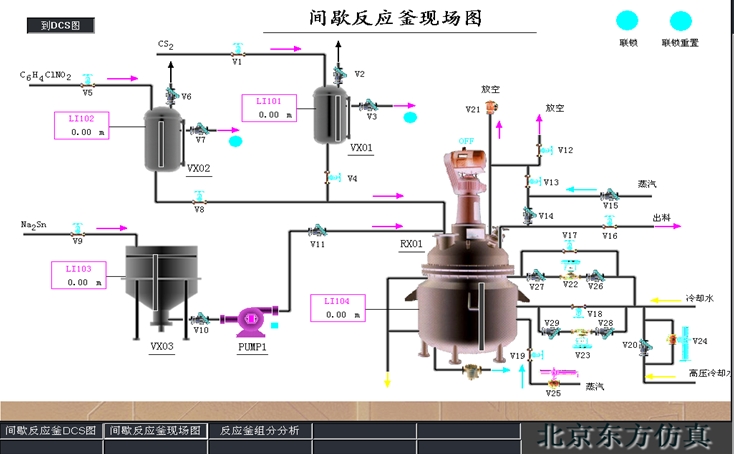 到DCS图
间歇反应釜现场图
联锁
联锁重置
CS2
V1
C6H4ClNO2
V5
V6
V2
放空
V21
放空
LI102
0.00 m
LI101
0.00 m
V7
V3
VX02
VX01
OFF
V12
V4
V13
蒸汽
V15
V8
V14
出料
Na2Sn
V9
V11
RX01
V17
V16
LI103
0.00 m
V27
V22
V26
LI104
0.00 m
冷却水
V18
V10
VX03
PUMP1
V29
V28
V19
V23
V20
V24
高压冷却水
V25
蒸汽
间歇反应釜DCS图
间歇反应釜现场图
反应釜组分分析
北京东方仿真